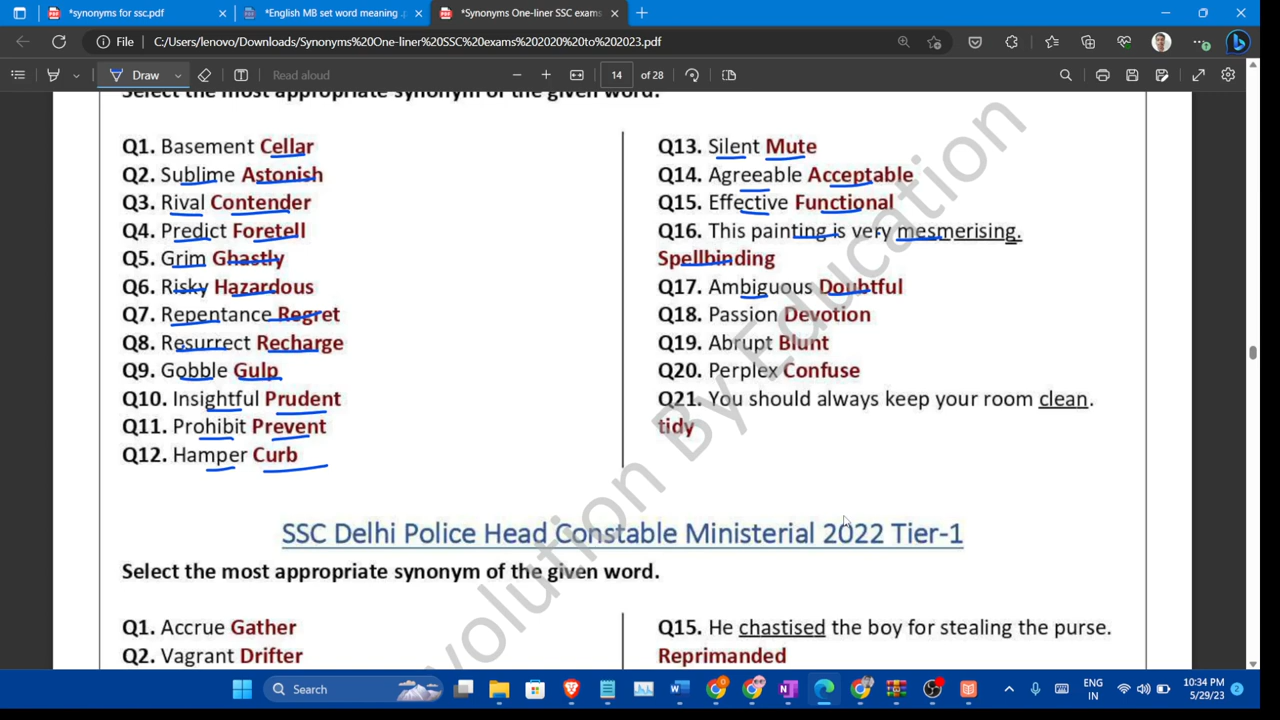 *synonyms for ssc.pdf
*English MB set word meaning .p
*Synonyms One-liner SSC exams
File
C:/Users/lenovo/Downloads/Synonyms%20One-liner%20SSC%20exams%202020%20to%202023.pdf
Draw
Read aloud
14
of 28
Select the most appropriate synonym of the given word.
Q1. Basement Cellar
Q2. Sublime Astonish
Q3. Rival Contender
Q4. Predict Foretell
Q5. Grim Ghastly
Q6. Risky Hazardous
Q7. Repentance Regret
Q8. Resurrect Recharge
Q9. Gobble Gulp
Q10. Insightful Prudent
Q11. Prohibit Prevent
Q12. Hamper Curb
Q13. Silent Mute
Q14. Agreeable Acceptable
Q15. Effective Functional
Q16. This painting is very mesmerising.
Spellbinding
Q17. Ambiguous Doubtful
Q18. Passion Devotion
Q19. Abrupt Blunt
Q20. Perplex Confuse
Q21. You should always keep your room clean.
tidy
SSC Delhi Police Head Constable Ministerial 2022 Tier-1
Select the most appropriate synonym of the given word.
Q1. Accrue Gather
Q2. Vagrant Drifter
Q15. He chastised the boy for stealing the purse.
Reprimanded
volution By Education
Search
ENG
IN
10:34 PM
5/29/23
2